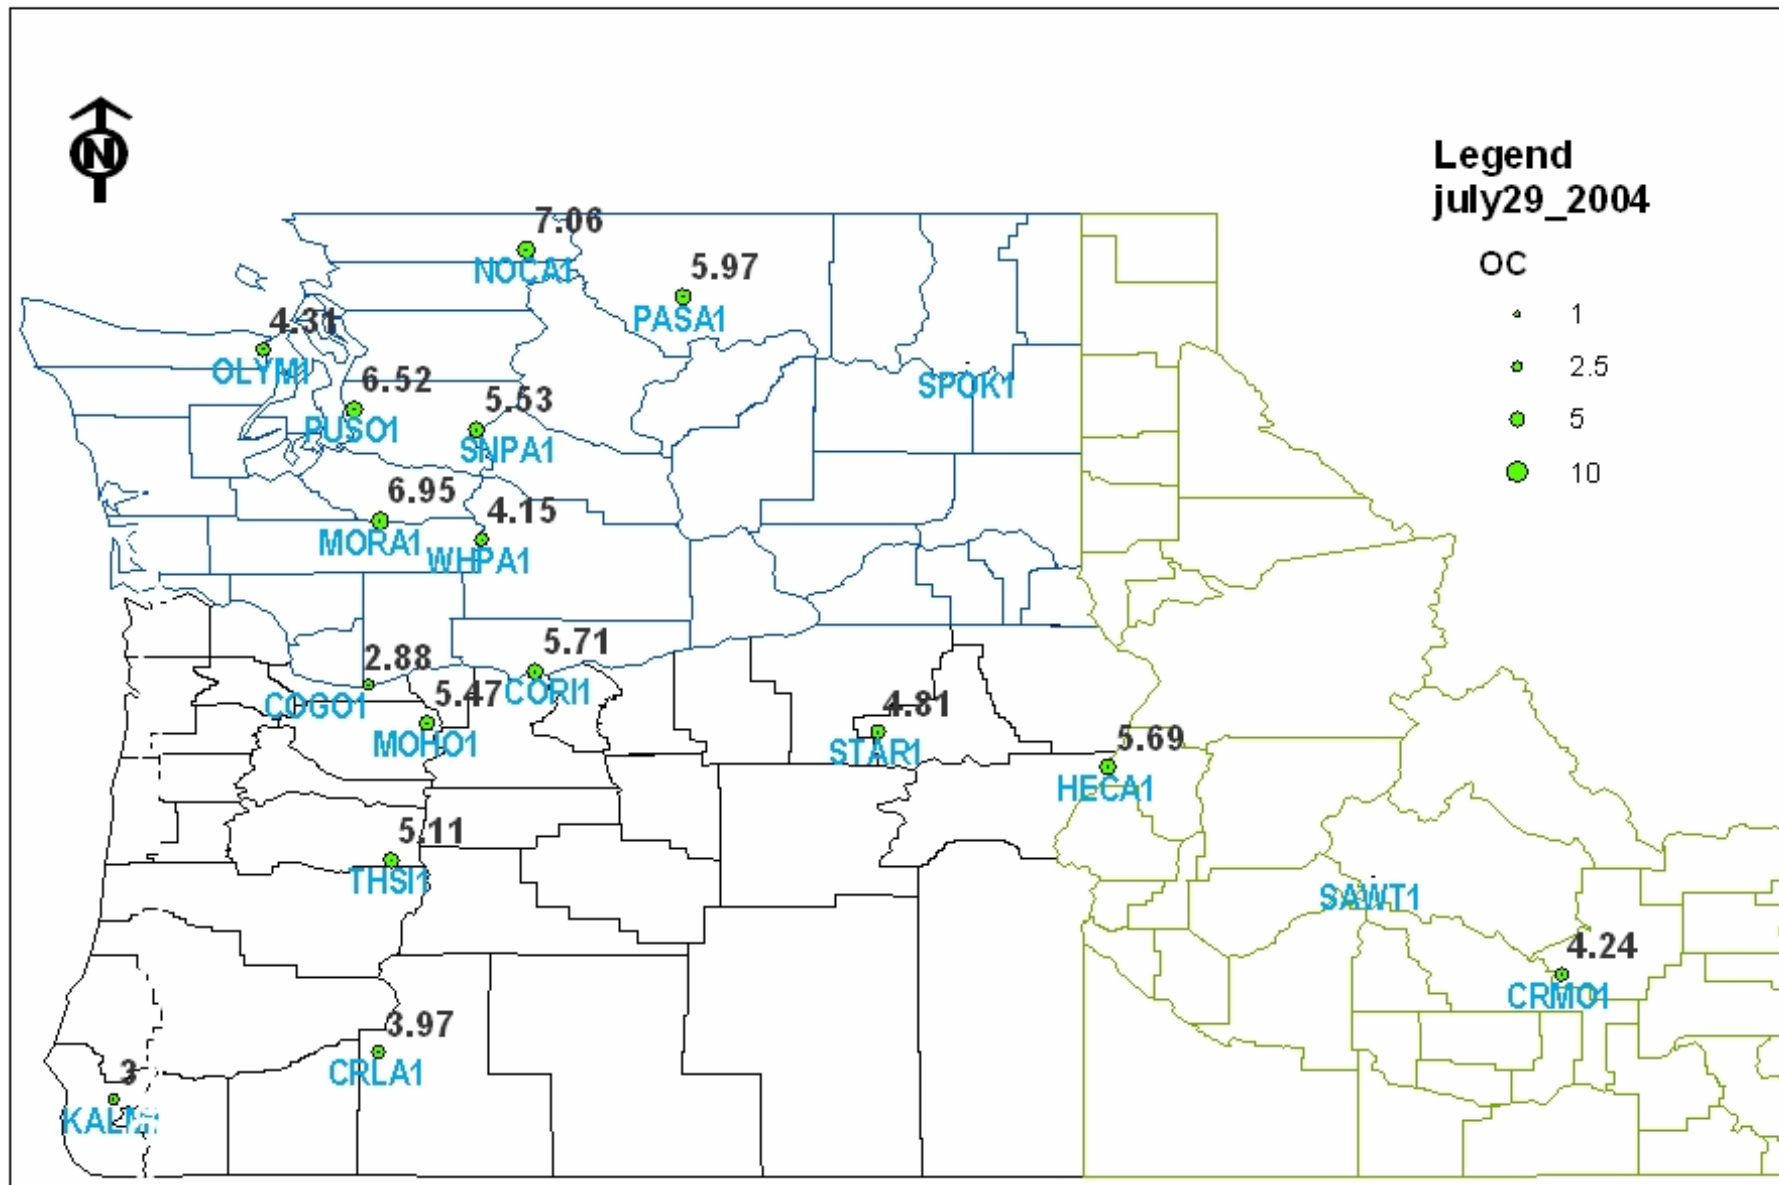 N
Legend
july29_2004
OC
1
2.5
5
10
7.06
NOCA1
5.97
PASA1
4.31
OLYM1
6.52
PUSO1
5.53
SNPA1
SPOK1
6.95
MORA1
4.15
WHPA1
2.88
COGO1
5.71
CORI1
5.47
MOHO1
4.81
STAR1
5.69
HECA1
5.11
THSI1
SAWT1
4.24
CRMO1
3.97
CRLA1
3